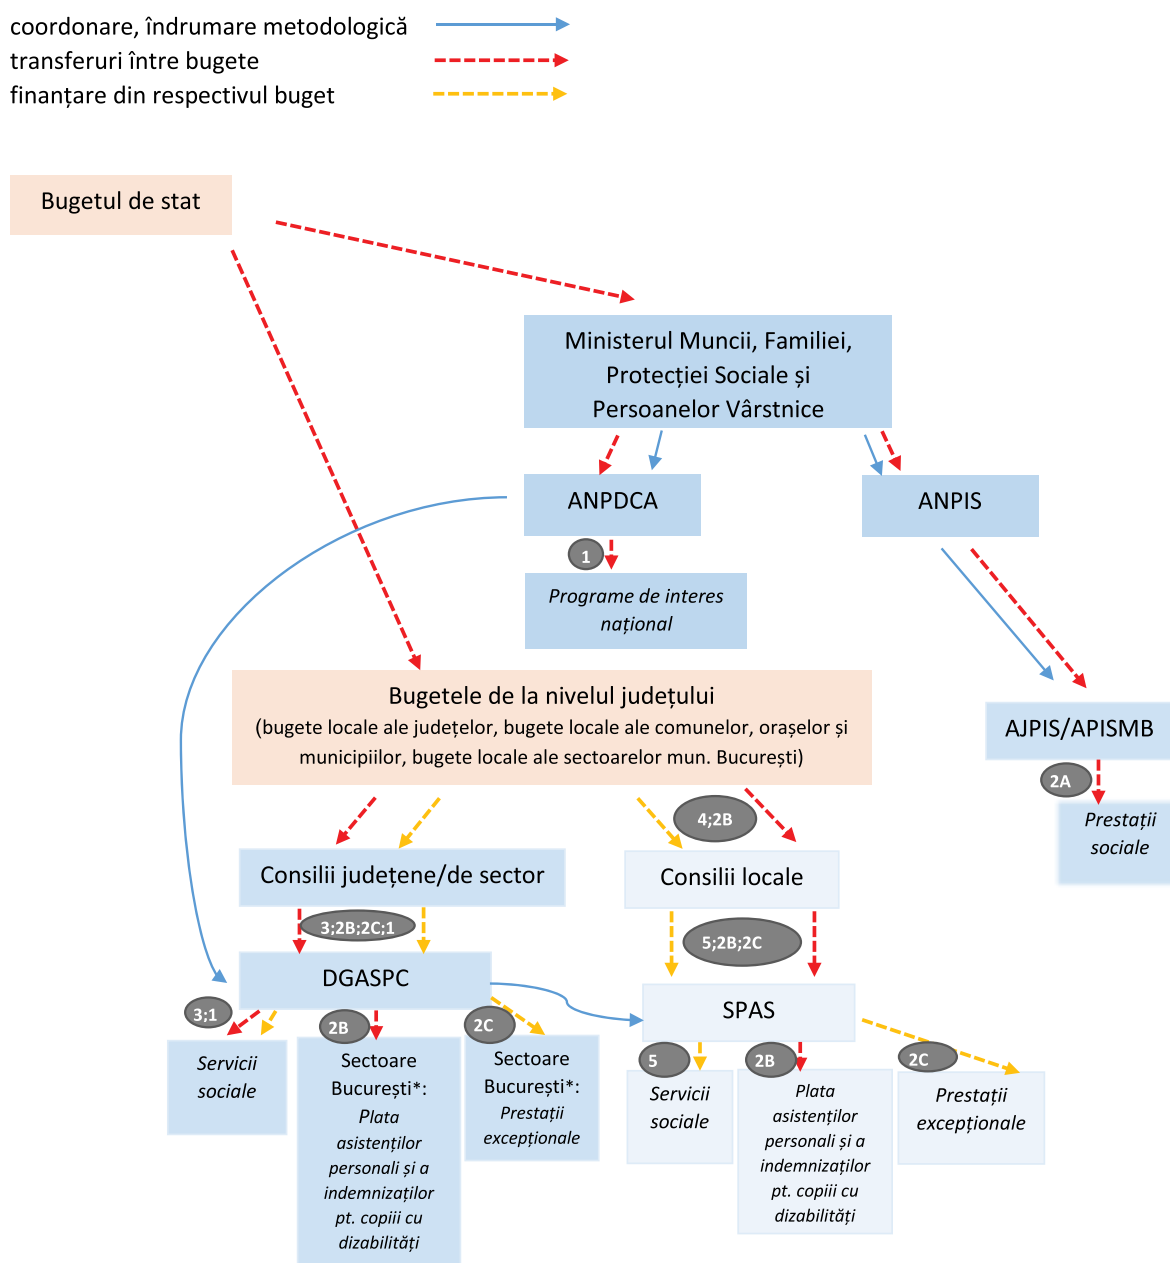 coordonare, îndrumare metodologică
transferuri între bugete
finanțare din respectivul buget
Bugetul de stat
Ministerul Muncii, Familiei,
Protecției Sociale și
Persoanelor Vârstnice
ANPDCA
ANPIS
1
Programe de interes
național
Bugetele de la nivelul județului
(bugete locale ale județelor, bugete locale ale comunelor, orașelor și
municipiilor, bugete locale ale sectoarelor mun. București)
AJPIS/APISMB
2A
Prestații
sociale
4;2B
Consilii județene/de sector
Consilii locale
3;2B;2C;1
5;2B;2C
DGASPC
SPAS
3;1
2B
2C
5
2B
2C
Servicii
sociale
Sectoare
București*:
Plata
asistenților
personali și a
indemnizaților
pt. copiii cu
dizabilități
Sectoare
București*:
Prestații
excepționale
Servicii
sociale
Plata
asistenților
personali și a
indemnizaților
pt. copiii cu
dizabilități
Prestații
excepționale